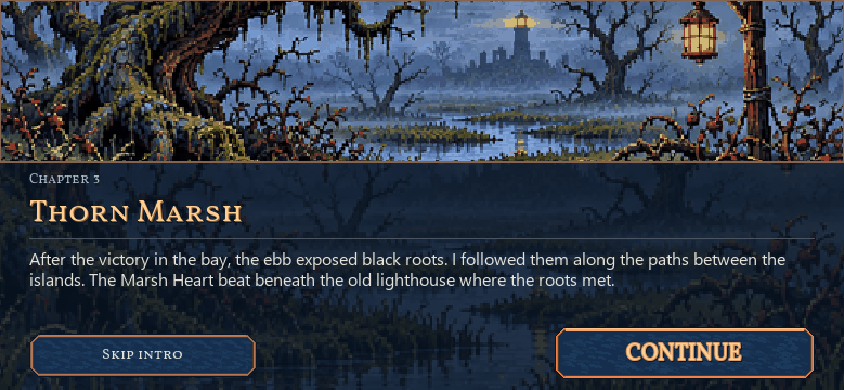 Chapter 3
Thorn Marsh
After the victory in the bay, the ebb exposed black roots. I followed them along the paths between the
islands. The Marsh Heart beat beneath the old lighthouse where the roots met.
Skip intro
CONTINUE